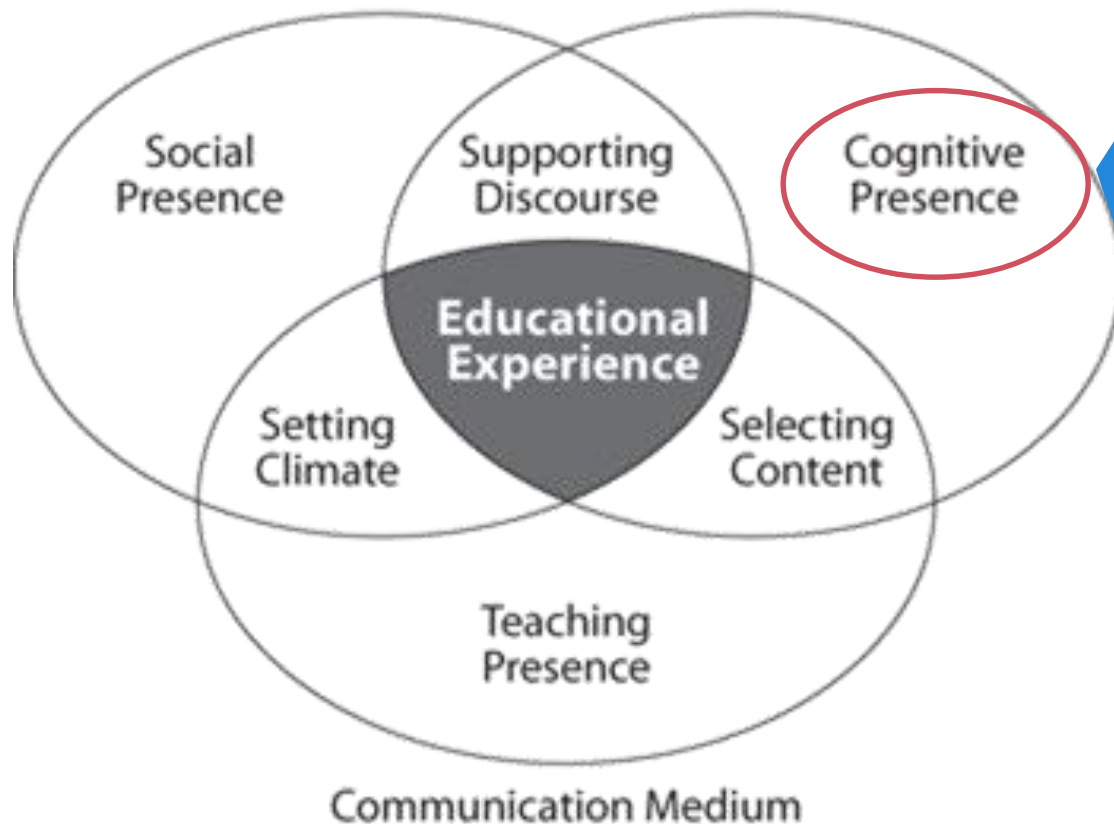 Social
Presence
Supporting
Discourse
Cognitive
Presence
Educational
Experience
Setting
Climate
Selecting
Content
Teaching
Presence
Communication Medium